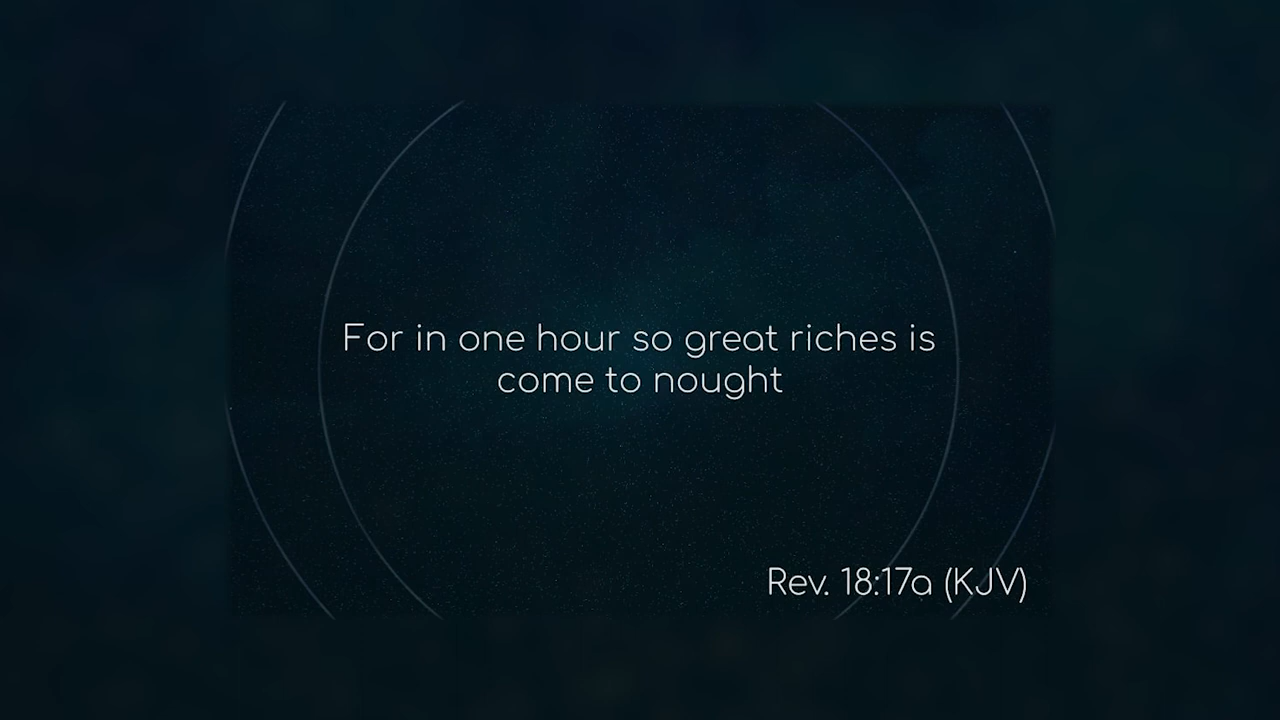 For in one hour so great riches is
come to nought
Rev. 18:17a (KJV)